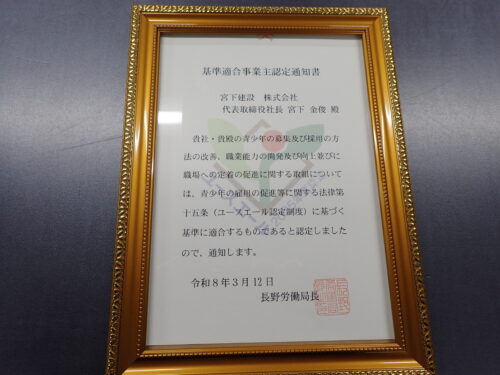 基準適合事業主認定通知書
宮下建設　株式会社
代表取締役社長 宮下 金俊 殿
貴社・貴殿の青少年の募集及び採用の方
法の改善、職業能力の開発及び向上並びに
職場への定着の促進に関する取組について
は、青少年の雇用の促進等に関する法律第
十五条（ユースエール認定制度）に基づく
基準に適合するものであると認定しました
ので、通知します。
令和８年３月１２日
長野労働局長